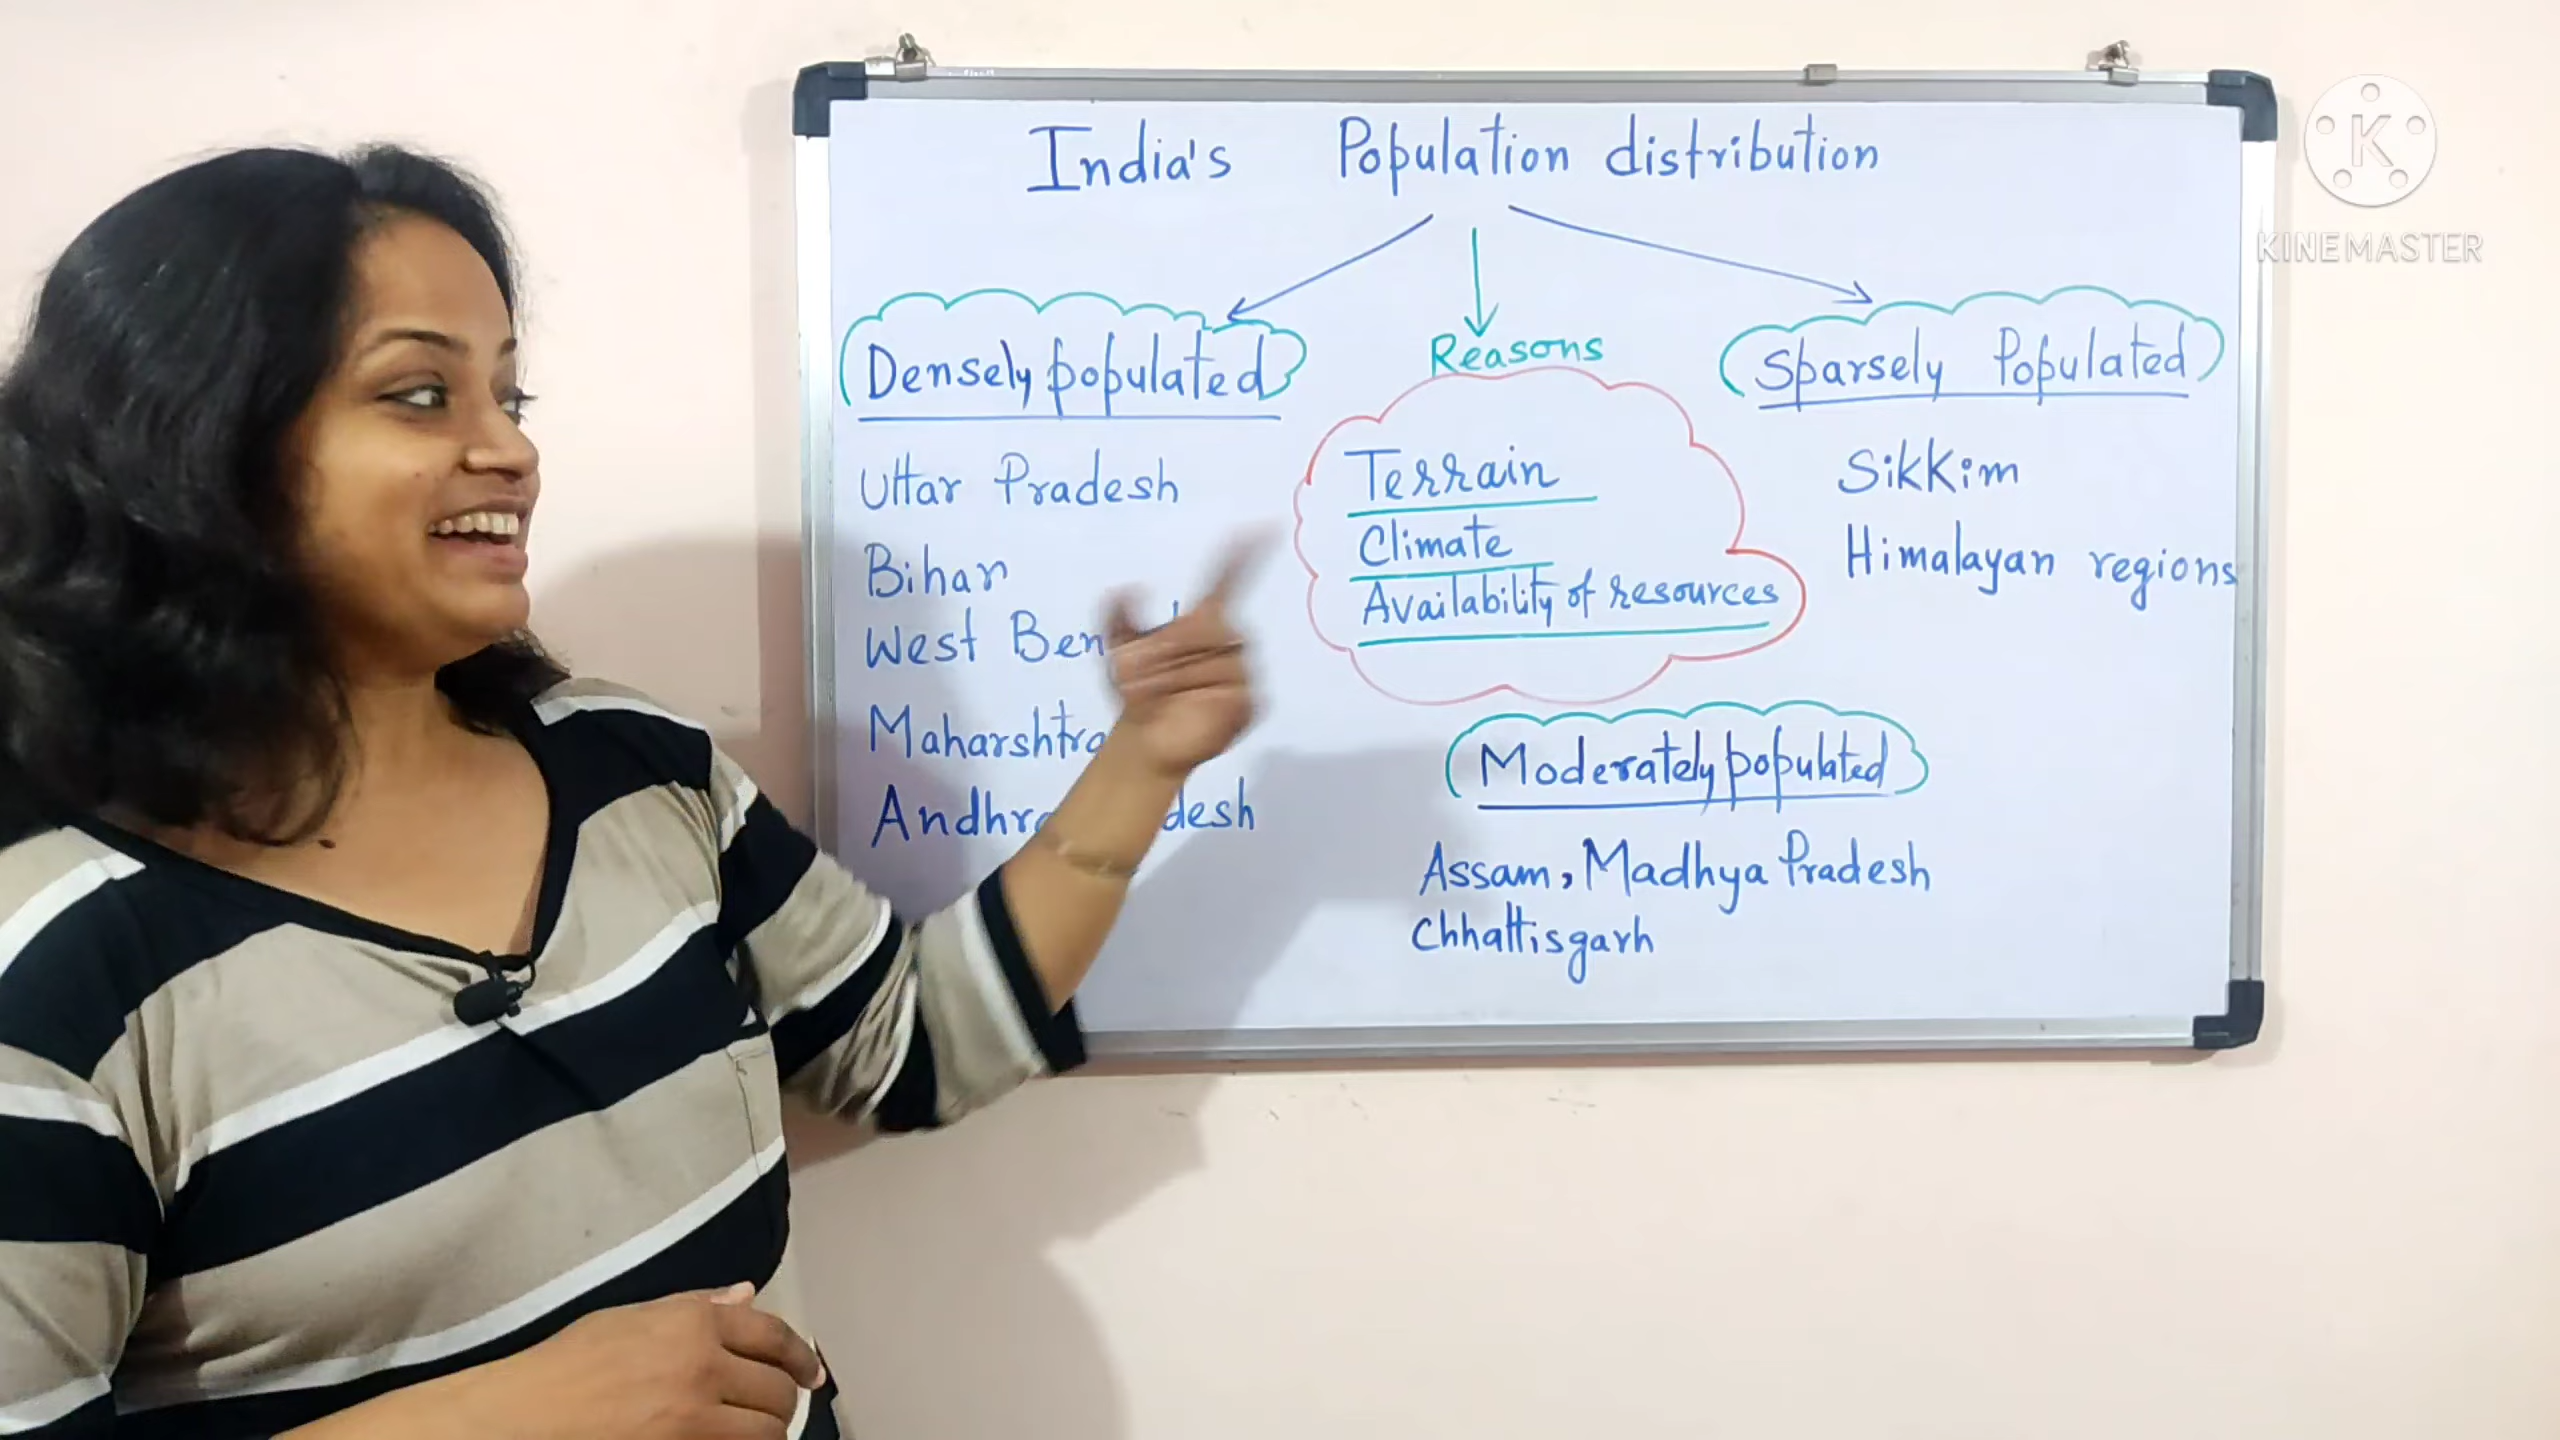 India's Population distribution
Densely populated
Uttar Pradesh
Bihar
West
Maharshtra
Reasons
Terrain
Climate
Availability of resources
Sparsely Populated
Sikkim
Himalayan regions
Moderately populated
Assam, Madhya Pradesh
Chhattisgarh
K
KINEMASTER